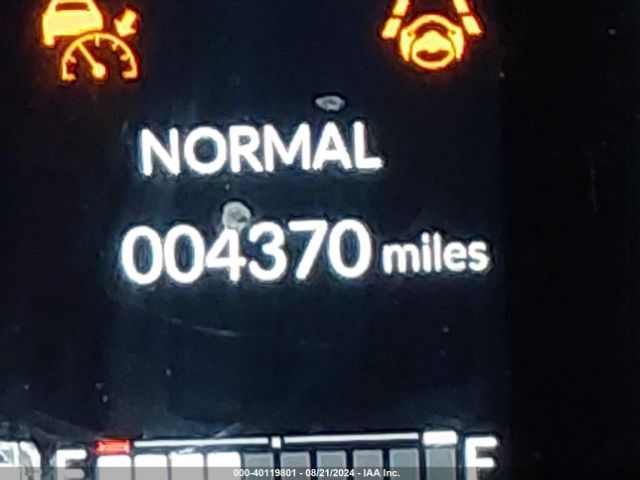 NORMAL
004370 miles
E F
000-40119801 - 08/21/2024 - IAA Inc.